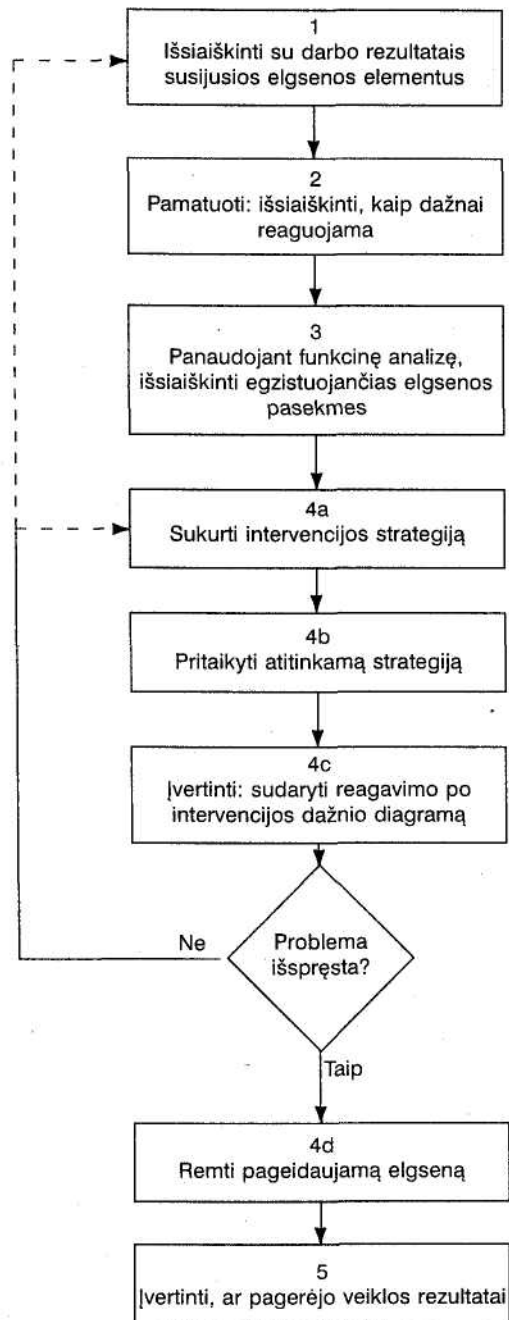 1
Išsiaiškinti su darbo rezultatais
susijusios elgsenos elementus
2
Pamatuoti: išsiaiškinti, kaip dažnai
reaguojama
3
Panaudojant funkcinę analizę,
išsiaiškinti egzistuojančias elgsenos
pasekmes
4a
Sukurti intervencijos strategiją
4b
Pritaikyti atitinkamą strategiją
4c
Įvertinti: sudaryti reagavimo po
intervencijos dažnio diagramą
Ne
Problema
išspręsta?
Taip
4d
Remti pageidaujamą elgseną
5
Įvertinti, ar pagerėjo veiklos rezultatai